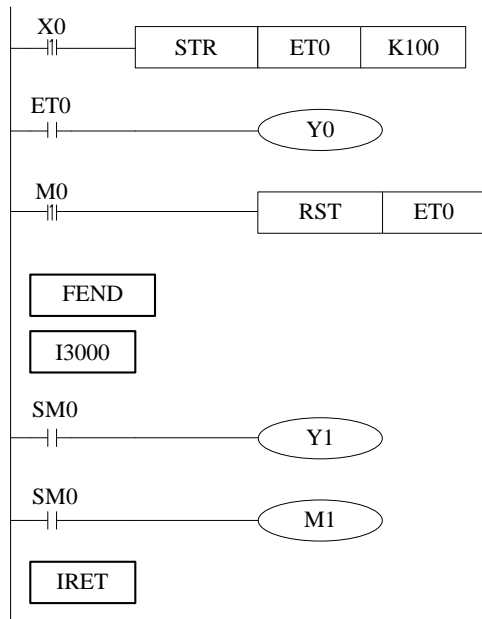 X0
STR ET0 K100
ET0
Y0
M0
RST ET0
FEND
I3000
SM0
Y1
SM0
M1
IRET